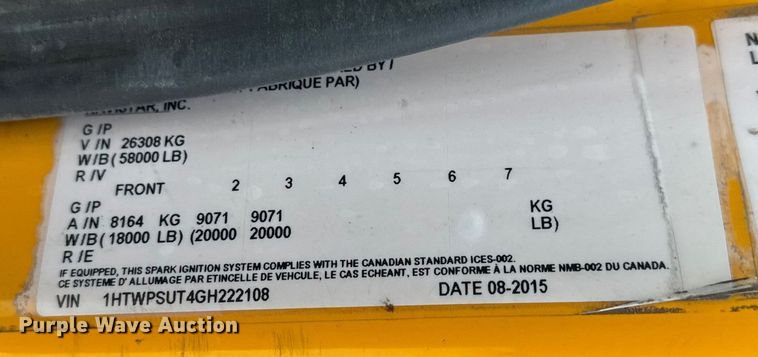 BY/
FABRIQUE PAR)
NAVISTAR, INC.
G /P
V /N 26308 KG
W/B( 58000 LB)
R /V
FRONT 2 3 4 5 6 7
G /P
A /N 8164 KG 9071 9071 KG
W/B( 18000 LB) (20000 20000 LB)
R /E
IF EQUIPPED, THIS SPARK IGNITION SYSTEM COMPLIES WITH THE CANADIAN STANDARD ICES-002.
CE SYSTEME D' ALLUMAGE PAR ETINCELLE DE VEHCULE, LE CAS ECHEANT, EST CONFORME À LA NORME NMB-002 DU CANADA.
VIN 1HTWPSUT4GH222108 DATE 08-2015
N
L
Purple Wave Auction